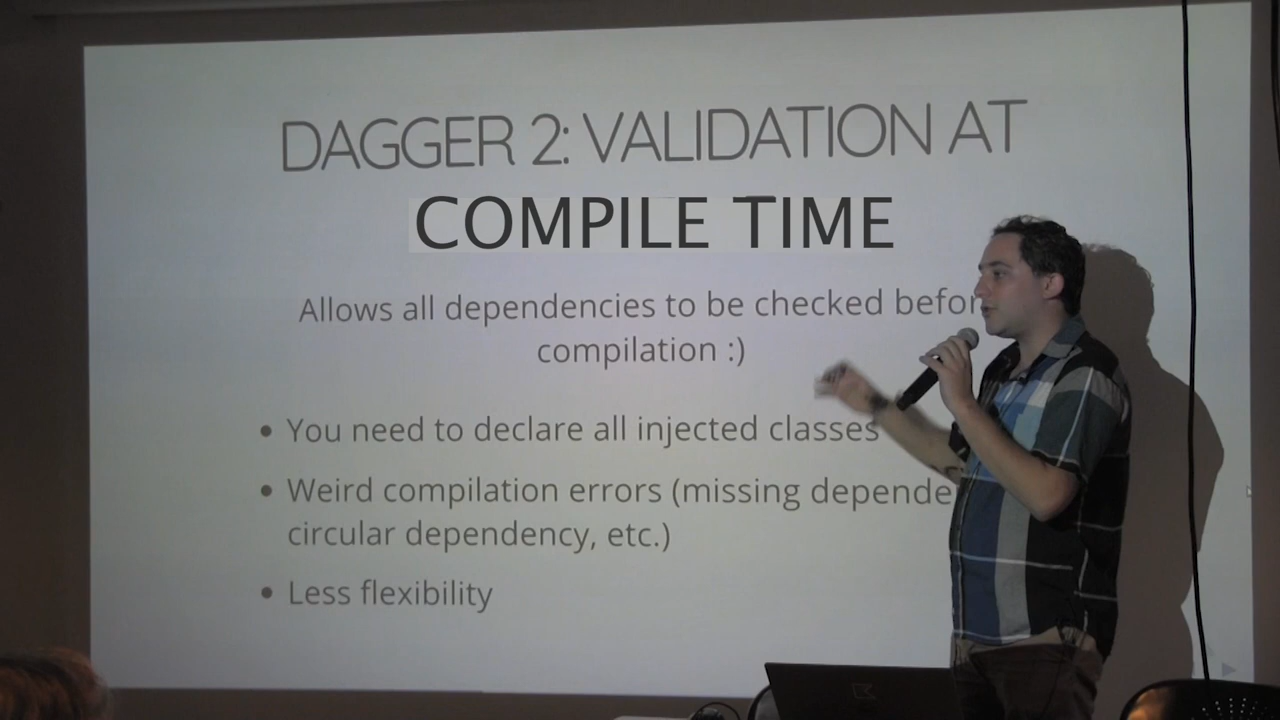 DAGGER 2: VALIDATION AT
COMPILE TIME
Allows all dependencies to be checked befor
compilation :)
• You need to declare all injected classes
• Weird compilation errors (missing depende
circular dependency, etc.)
• Less flexibility